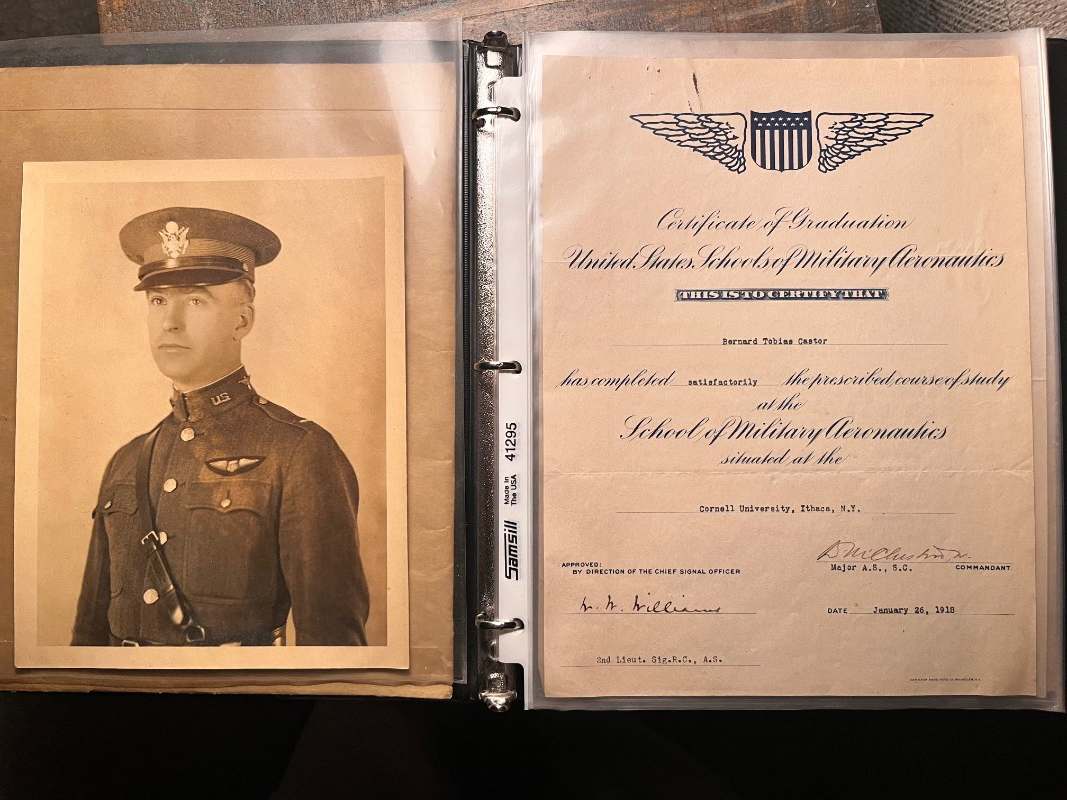 US
Samsill
Made in
The USA
41295
Certificate of Graduation
United States Schools of Military Aeronautics
THIS IS TO CERTIFY THAT
Bernard Tobias Castor
has completed satisfactorily the prescribed course of study
at the
School of Military Aeronautics
situated at the
Cornell University, Ithaca, N.Y.
APPROVED:
BY DIRECTION OF THE CHIEF SIGNAL OFFICER
Major A.S., S.C. COMMANDANT
W. W. Williams
DATE January 26, 1918
2nd Lieut. Sig.R.C., A.S.